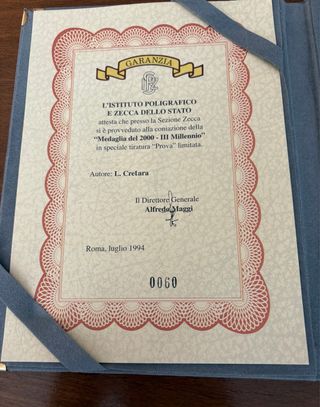 GARANZIA
L'ISTITUTO POLIGRAFICO
E ZECCA DELLO STATO
attesta che presso la Sezione Zecca
si è provveduto alla coniazione della
"Medaglia del 2000 - III Millennio"
in speciale tiratura "Prova" limitata.
Autore: L. Cretara
Il Direttore Generale
Alfredo Maggi
Roma, luglio 1994
0060